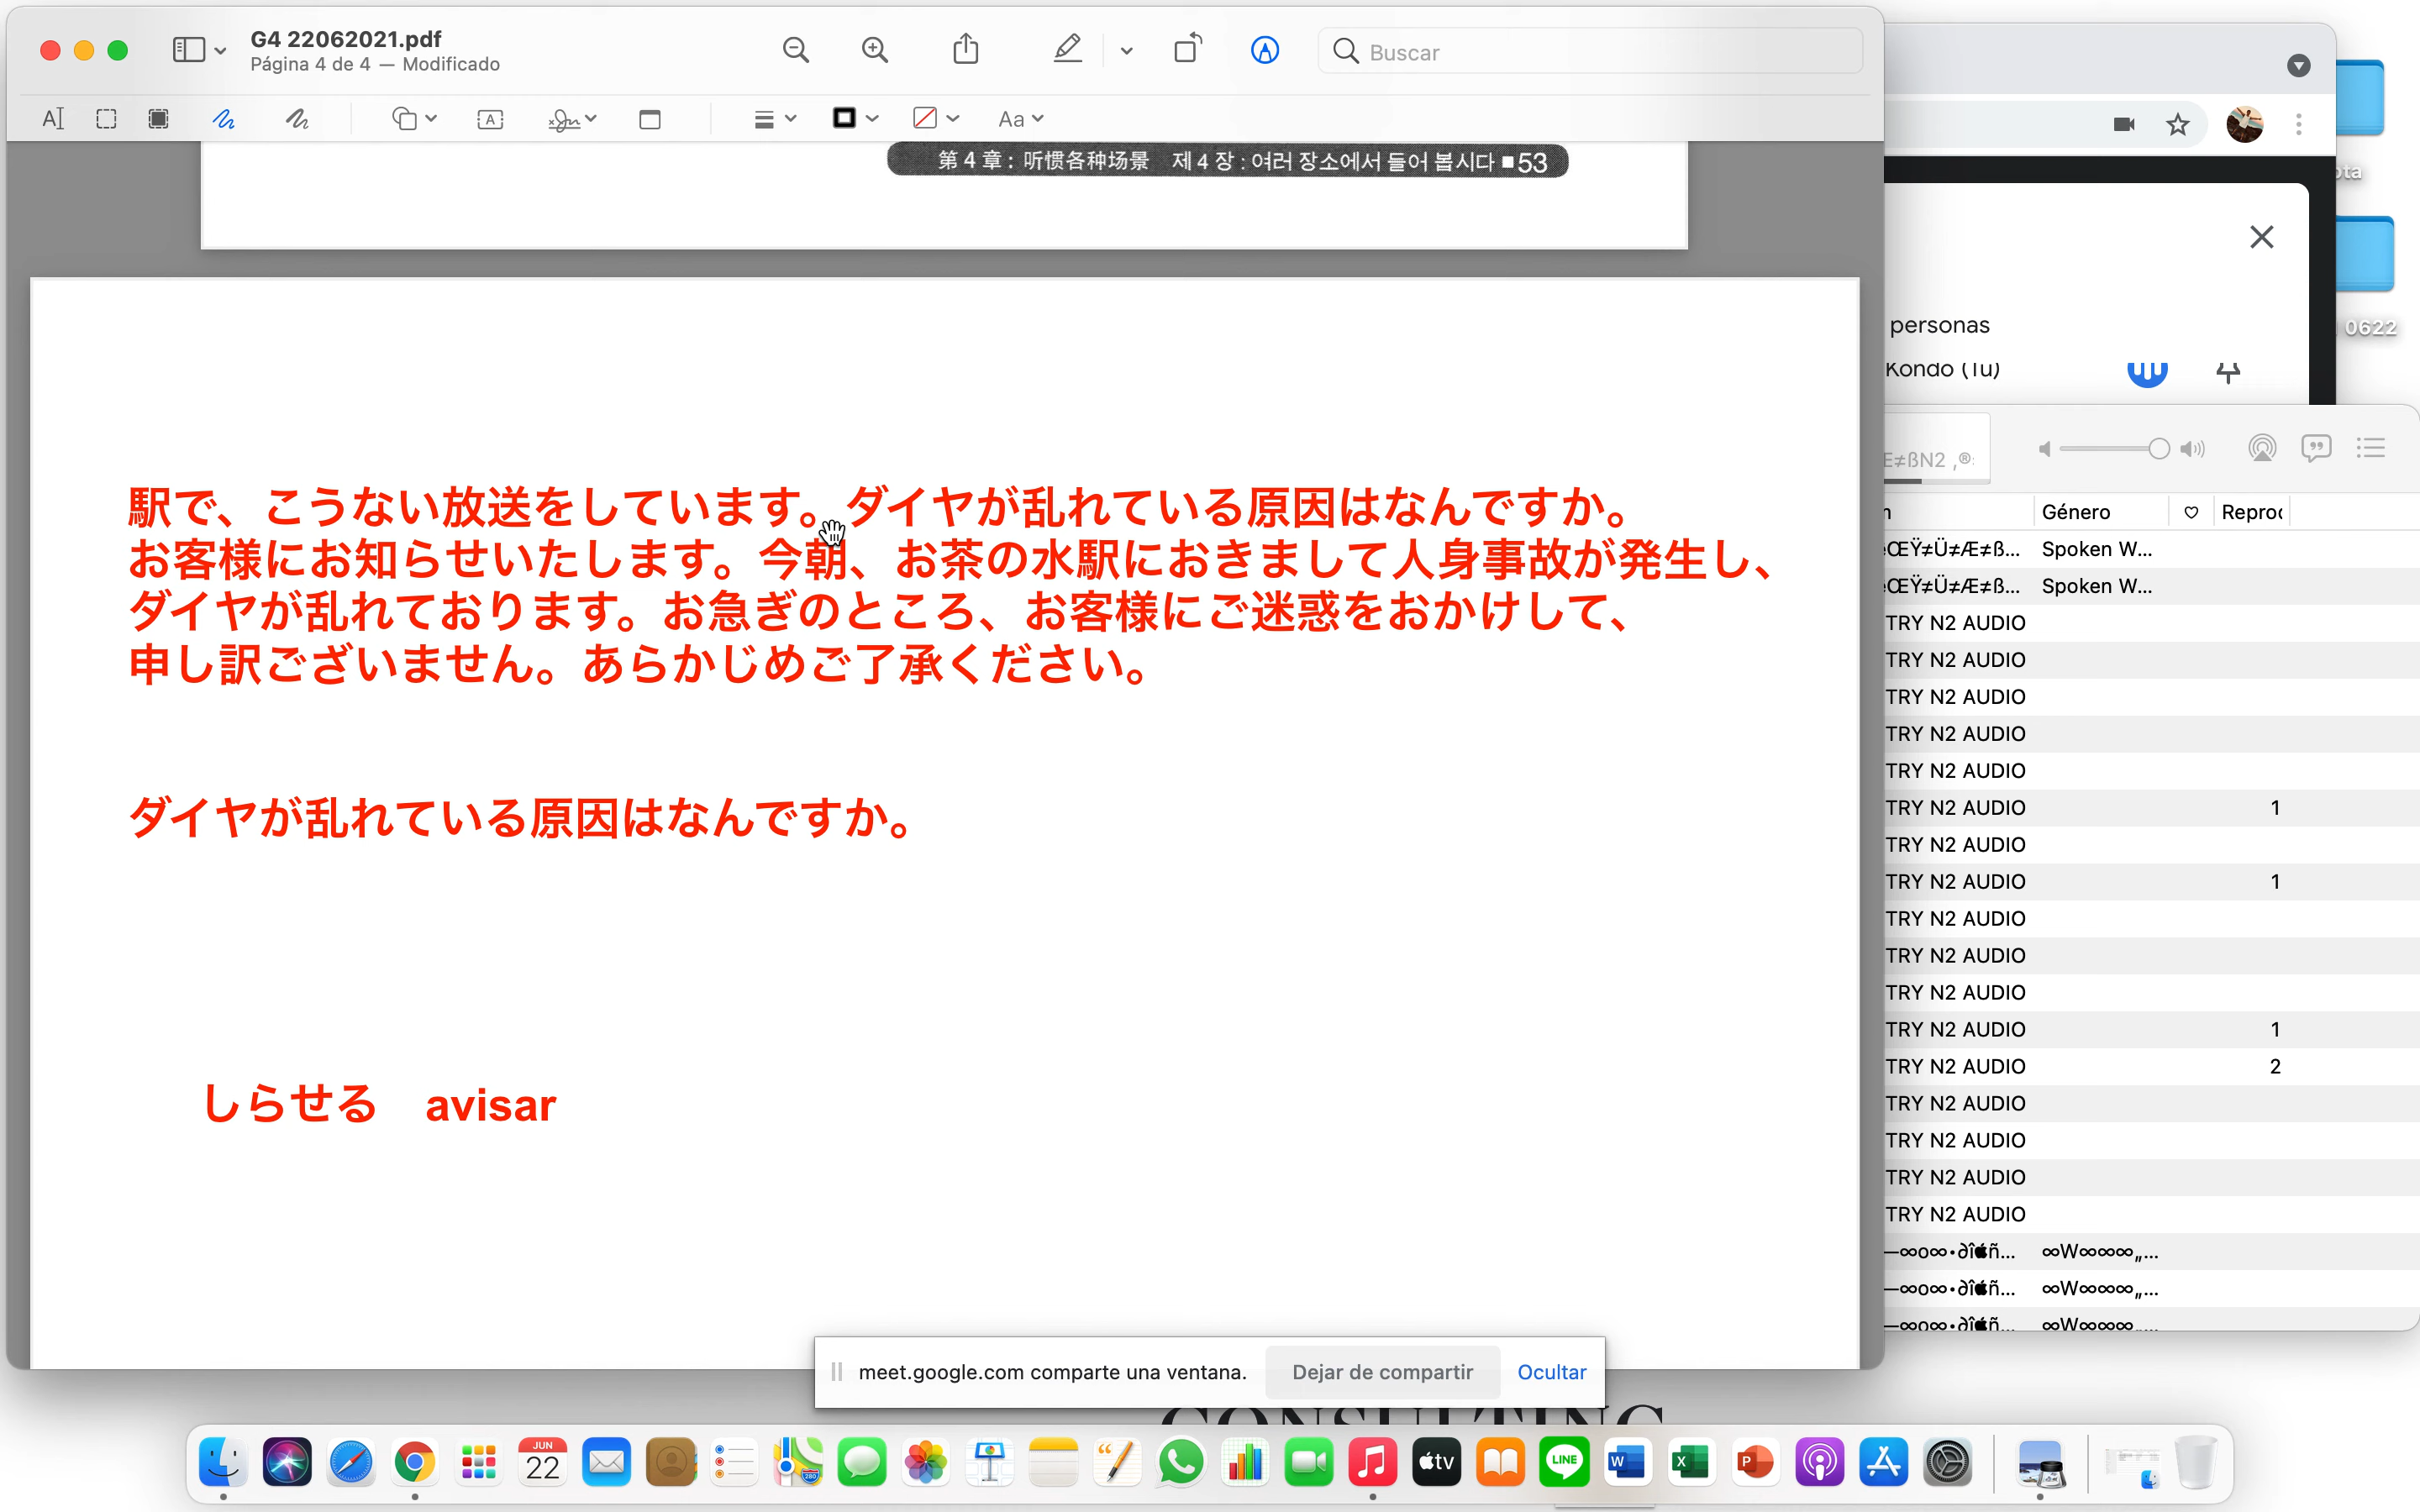 G4 22062021.pdf
Página 4 de 4 — Modificado
Buscar
Aa
第4章：听惯各种场景　제4장：여러 장소에서 들어 봅시다 ■53
駅で、こうない放送をしています。ダイヤが乱れている原因はなんですか。
お客様にお知らせいたします。今朝、お茶の水駅におきまして人身事故が発生し、
ダイヤが乱れております。お急ぎのところ、お客様にご迷惑をおかけして、
申し訳ございません。あらかじめご了承ください。
ダイヤが乱れている原因はなんですか。
しらせる　avisar
personas
Kondo (Tú)
0622
Género
Reproc
Spoken W...
Spoken W...
TRY N2 AUDIO
TRY N2 AUDIO
TRY N2 AUDIO
TRY N2 AUDIO
TRY N2 AUDIO
TRY N2 AUDIO 1
TRY N2 AUDIO
TRY N2 AUDIO 1
TRY N2 AUDIO
TRY N2 AUDIO
TRY N2 AUDIO
TRY N2 AUDIO 1
TRY N2 AUDIO 2
TRY N2 AUDIO
TRY N2 AUDIO
TRY N2 AUDIO
TRY N2 AUDIO
meet.google.com comparte una ventana.
Dejar de compartir
Ocultar
JUN
22
280
tv
LINE
W
X
P